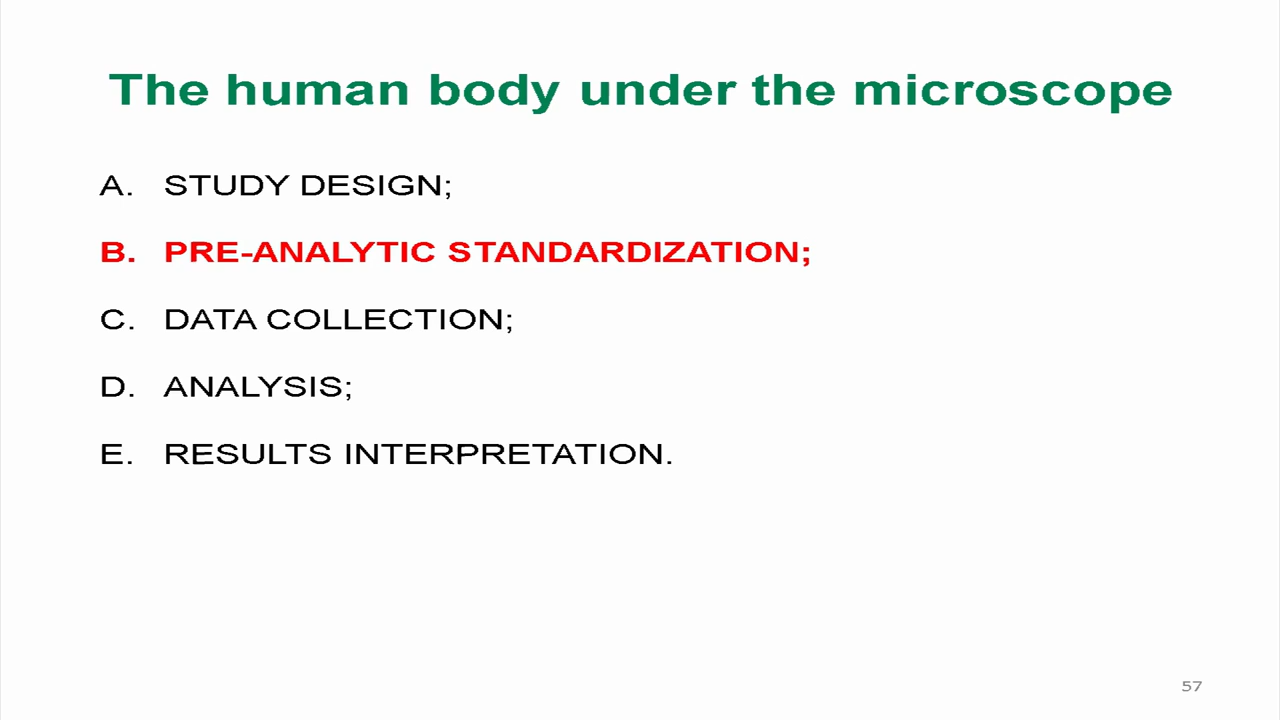 The human body under the microscope
A. STUDY DESIGN;
B. PRE-ANALYTIC STANDARDIZATION;
C. DATA COLLECTION;
D. ANALYSIS;
E. RESULTS INTERPRETATION.
57